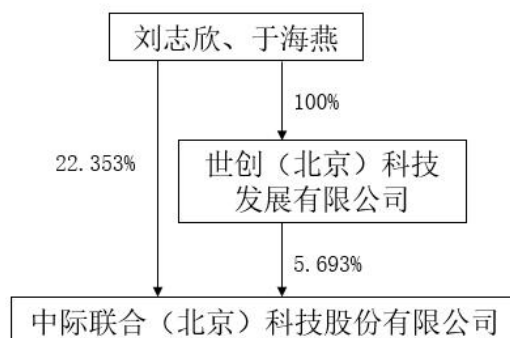 刘志欣、于海燕
100%
22.353%
世创（北京）科技
发展有限公司
5.693%
中际联合（北京）科技股份有限公司